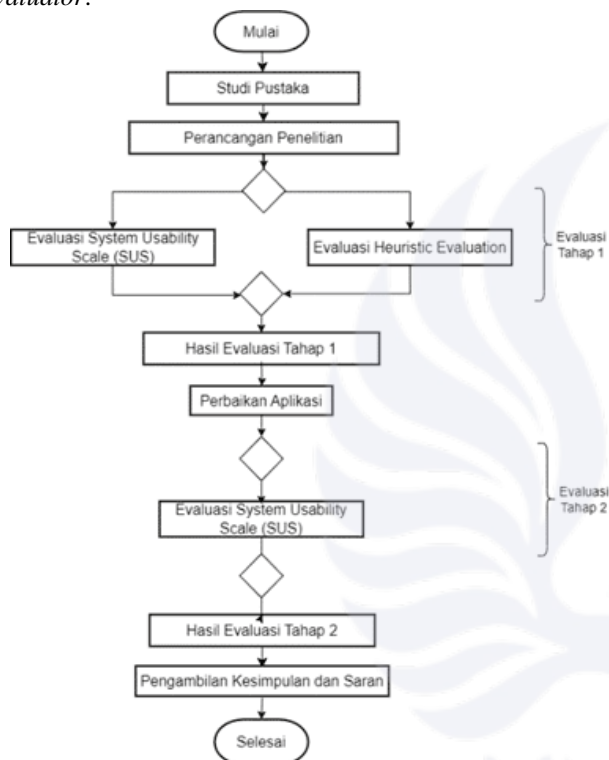 evaluator.
Mulai
Studi Pustaka
Perancangan Penelitian
Evaluasi System Usability
Scale (SUS)
Evaluasi Heuristic Evaluation
Evaluasi
Tahap 1
Hasil Evaluasi Tahap 1
Perbaikan Aplikasi
Evaluasi System Usability
Scale (SUS)
Evaluasi
Tahap 2
Hasil Evaluasi Tahap 2
Pengambilan Kesimpulan dan Saran
Selesai